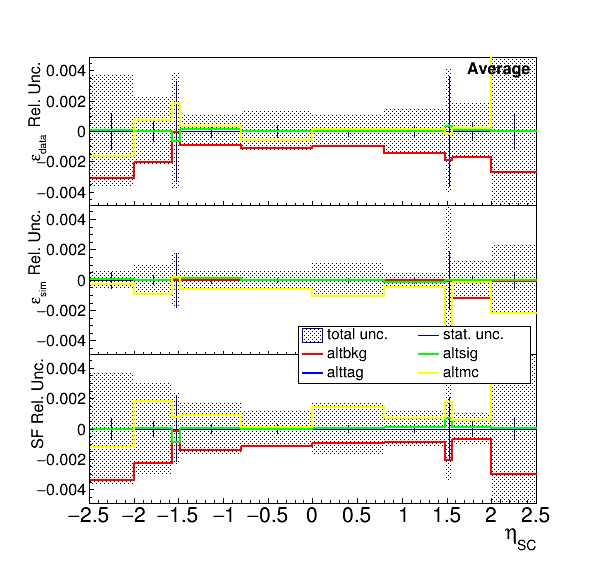 Average
ε_data Rel. Unc.
0.004
0.002
0
−0.002
−0.004
ε_sim Rel. Unc.
0.004
0.002
0
−0.002
−0.004
total unc. stat. unc.
altbkg altsig
alttag altmc
SF Rel. Unc.
0.004
0.002
0
−0.002
−0.004
−2.5 −2 −1.5 −1 −0.5 0 0.5 1 1.5 2 2.5
η_SC